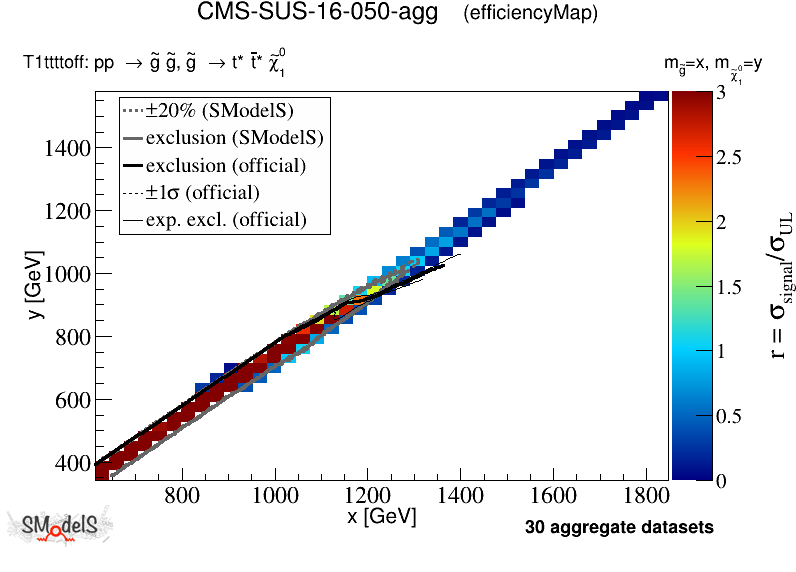 CMS-SUS-16-050-agg (efficiencyMap)
T1ttttoff: pp → g̃ g̃, g̃ → t* t̄* χ̃₁⁰
m_g̃=x, m_χ̃₁⁰=y
±20% (SModelS)
exclusion (SModelS)
exclusion (official)
±1σ (official)
exp. excl. (official)
1400
1200
1000
800
600
400
y [GeV]
800 1000 1200 1400 1600 1800
x [GeV]
3
2.5
2
1.5
1
0.5
0
r = σ_signal/σ_UL
SModelS
30 aggregate datasets